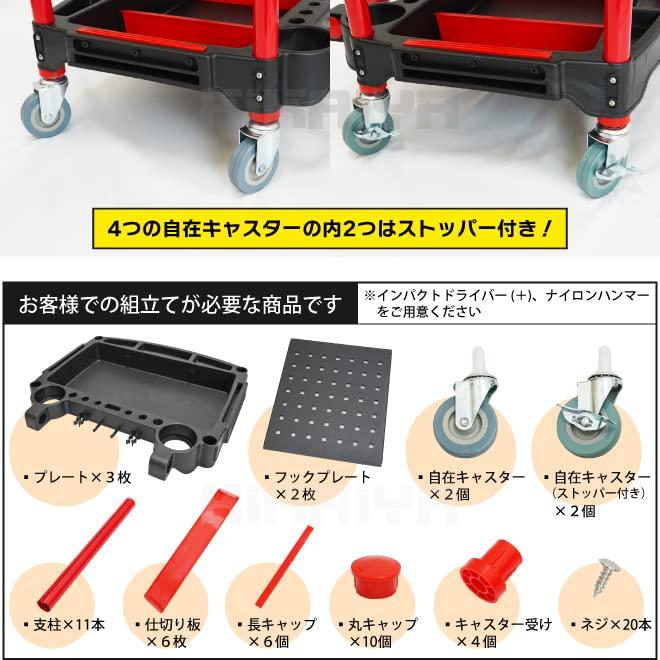 4つの自在キャスターの内2つはストッパー付き！
お客様での組立てが必要な商品です
※インパクトドライバー(＋)、ナイロンハンマー
をご用意ください
・プレート×3枚
・フックプレート
×2枚
・自在キャスター
×2個
・自在キャスター
(ストッパー付き)
×2個
・支柱×11本
・仕切り板
×6枚
・長キャップ
×6個
・丸キャップ
×10個
・キャスター受け
×4個
・ネジ×20本